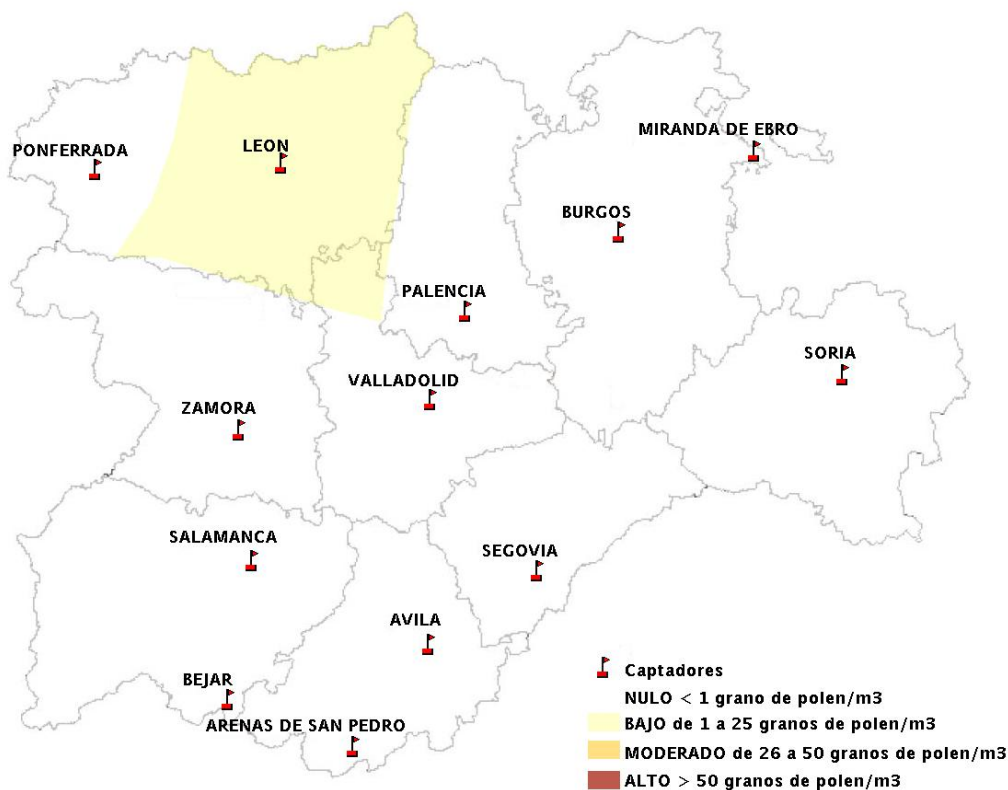 MIRANDA DE EBRO
PONFERRADA
LEON
BURGOS
PALENCIA
SORIA
VALLADOLID
ZAMORA
SALAMANCA
SEGOVIA
AVILA
BEJAR
ARENAS DE SAN PEDRO
Captadores
NULO < 1 grano de polen/m3
BAJO de 1 a 25 granos de polen/m3
MODERADO de 26 a 50 granos de polen/m3
ALTO > 50 granos de polen/m3